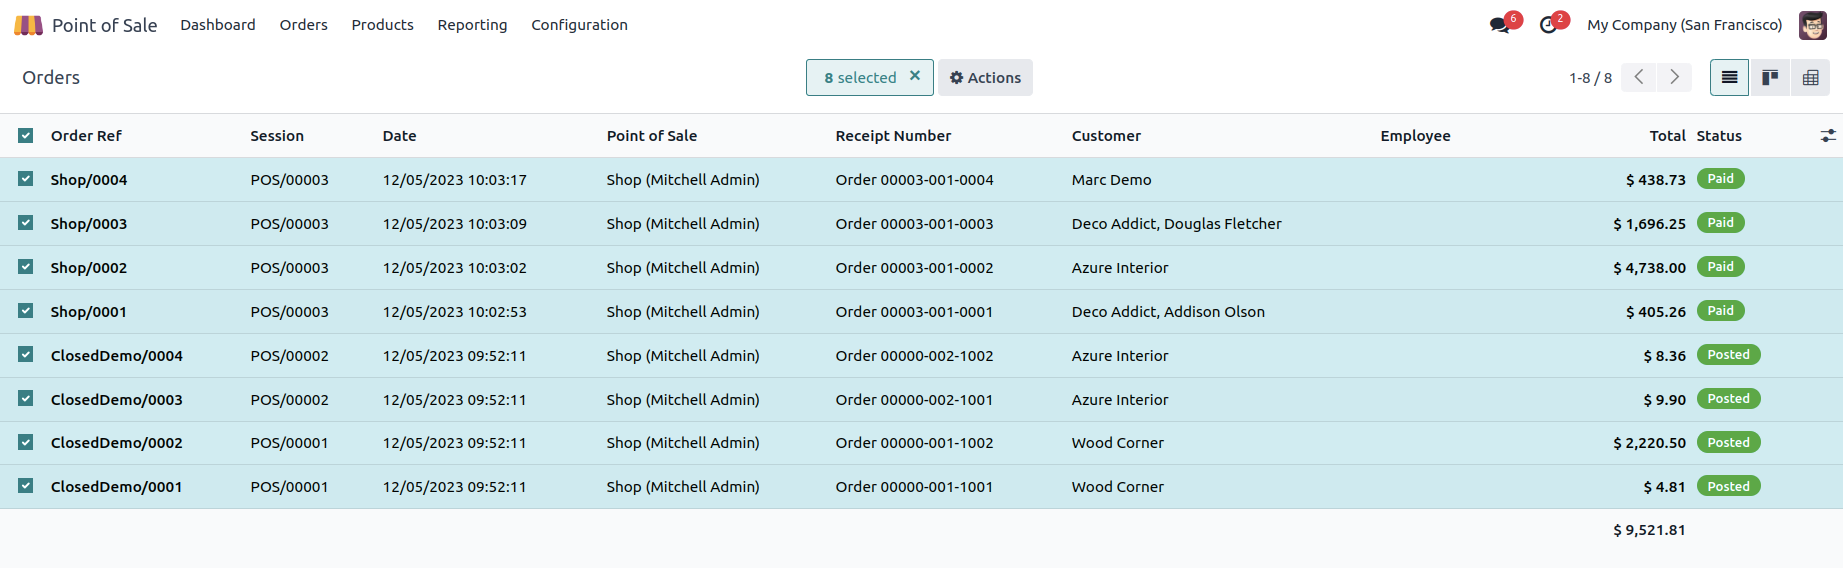 Point of Sale Dashboard Orders Products Reporting Configuration 6 2 My Company (San Francisco)
Orders 8 selected × Actions 1-8 / 8
Order Ref Session Date Point of Sale Receipt Number Customer Employee Total Status
Shop/0004 POS/00003 12/05/2023 10:03:17 Shop (Mitchell Admin) Order 00003-001-0004 Marc Demo $ 438.73 Paid
Shop/0003 POS/00003 12/05/2023 10:03:09 Shop (Mitchell Admin) Order 00003-001-0003 Deco Addict, Douglas Fletcher $ 1,696.25 Paid
Shop/0002 POS/00003 12/05/2023 10:03:02 Shop (Mitchell Admin) Order 00003-001-0002 Azure Interior $ 4,738.00 Paid
Shop/0001 POS/00003 12/05/2023 10:02:53 Shop (Mitchell Admin) Order 00003-001-0001 Deco Addict, Addison Olson $ 405.26 Paid
ClosedDemo/0004 POS/00002 12/05/2023 09:52:11 Shop (Mitchell Admin) Order 00000-002-1002 Azure Interior $ 8.36 Posted
ClosedDemo/0003 POS/00002 12/05/2023 09:52:11 Shop (Mitchell Admin) Order 00000-002-1001 Azure Interior $ 9.90 Posted
ClosedDemo/0002 POS/00001 12/05/2023 09:52:11 Shop (Mitchell Admin) Order 00000-001-1002 Wood Corner $ 2,220.50 Posted
ClosedDemo/0001 POS/00001 12/05/2023 09:52:11 Shop (Mitchell Admin) Order 00000-001-1001 Wood Corner $ 4.81 Posted
$ 9,521.81